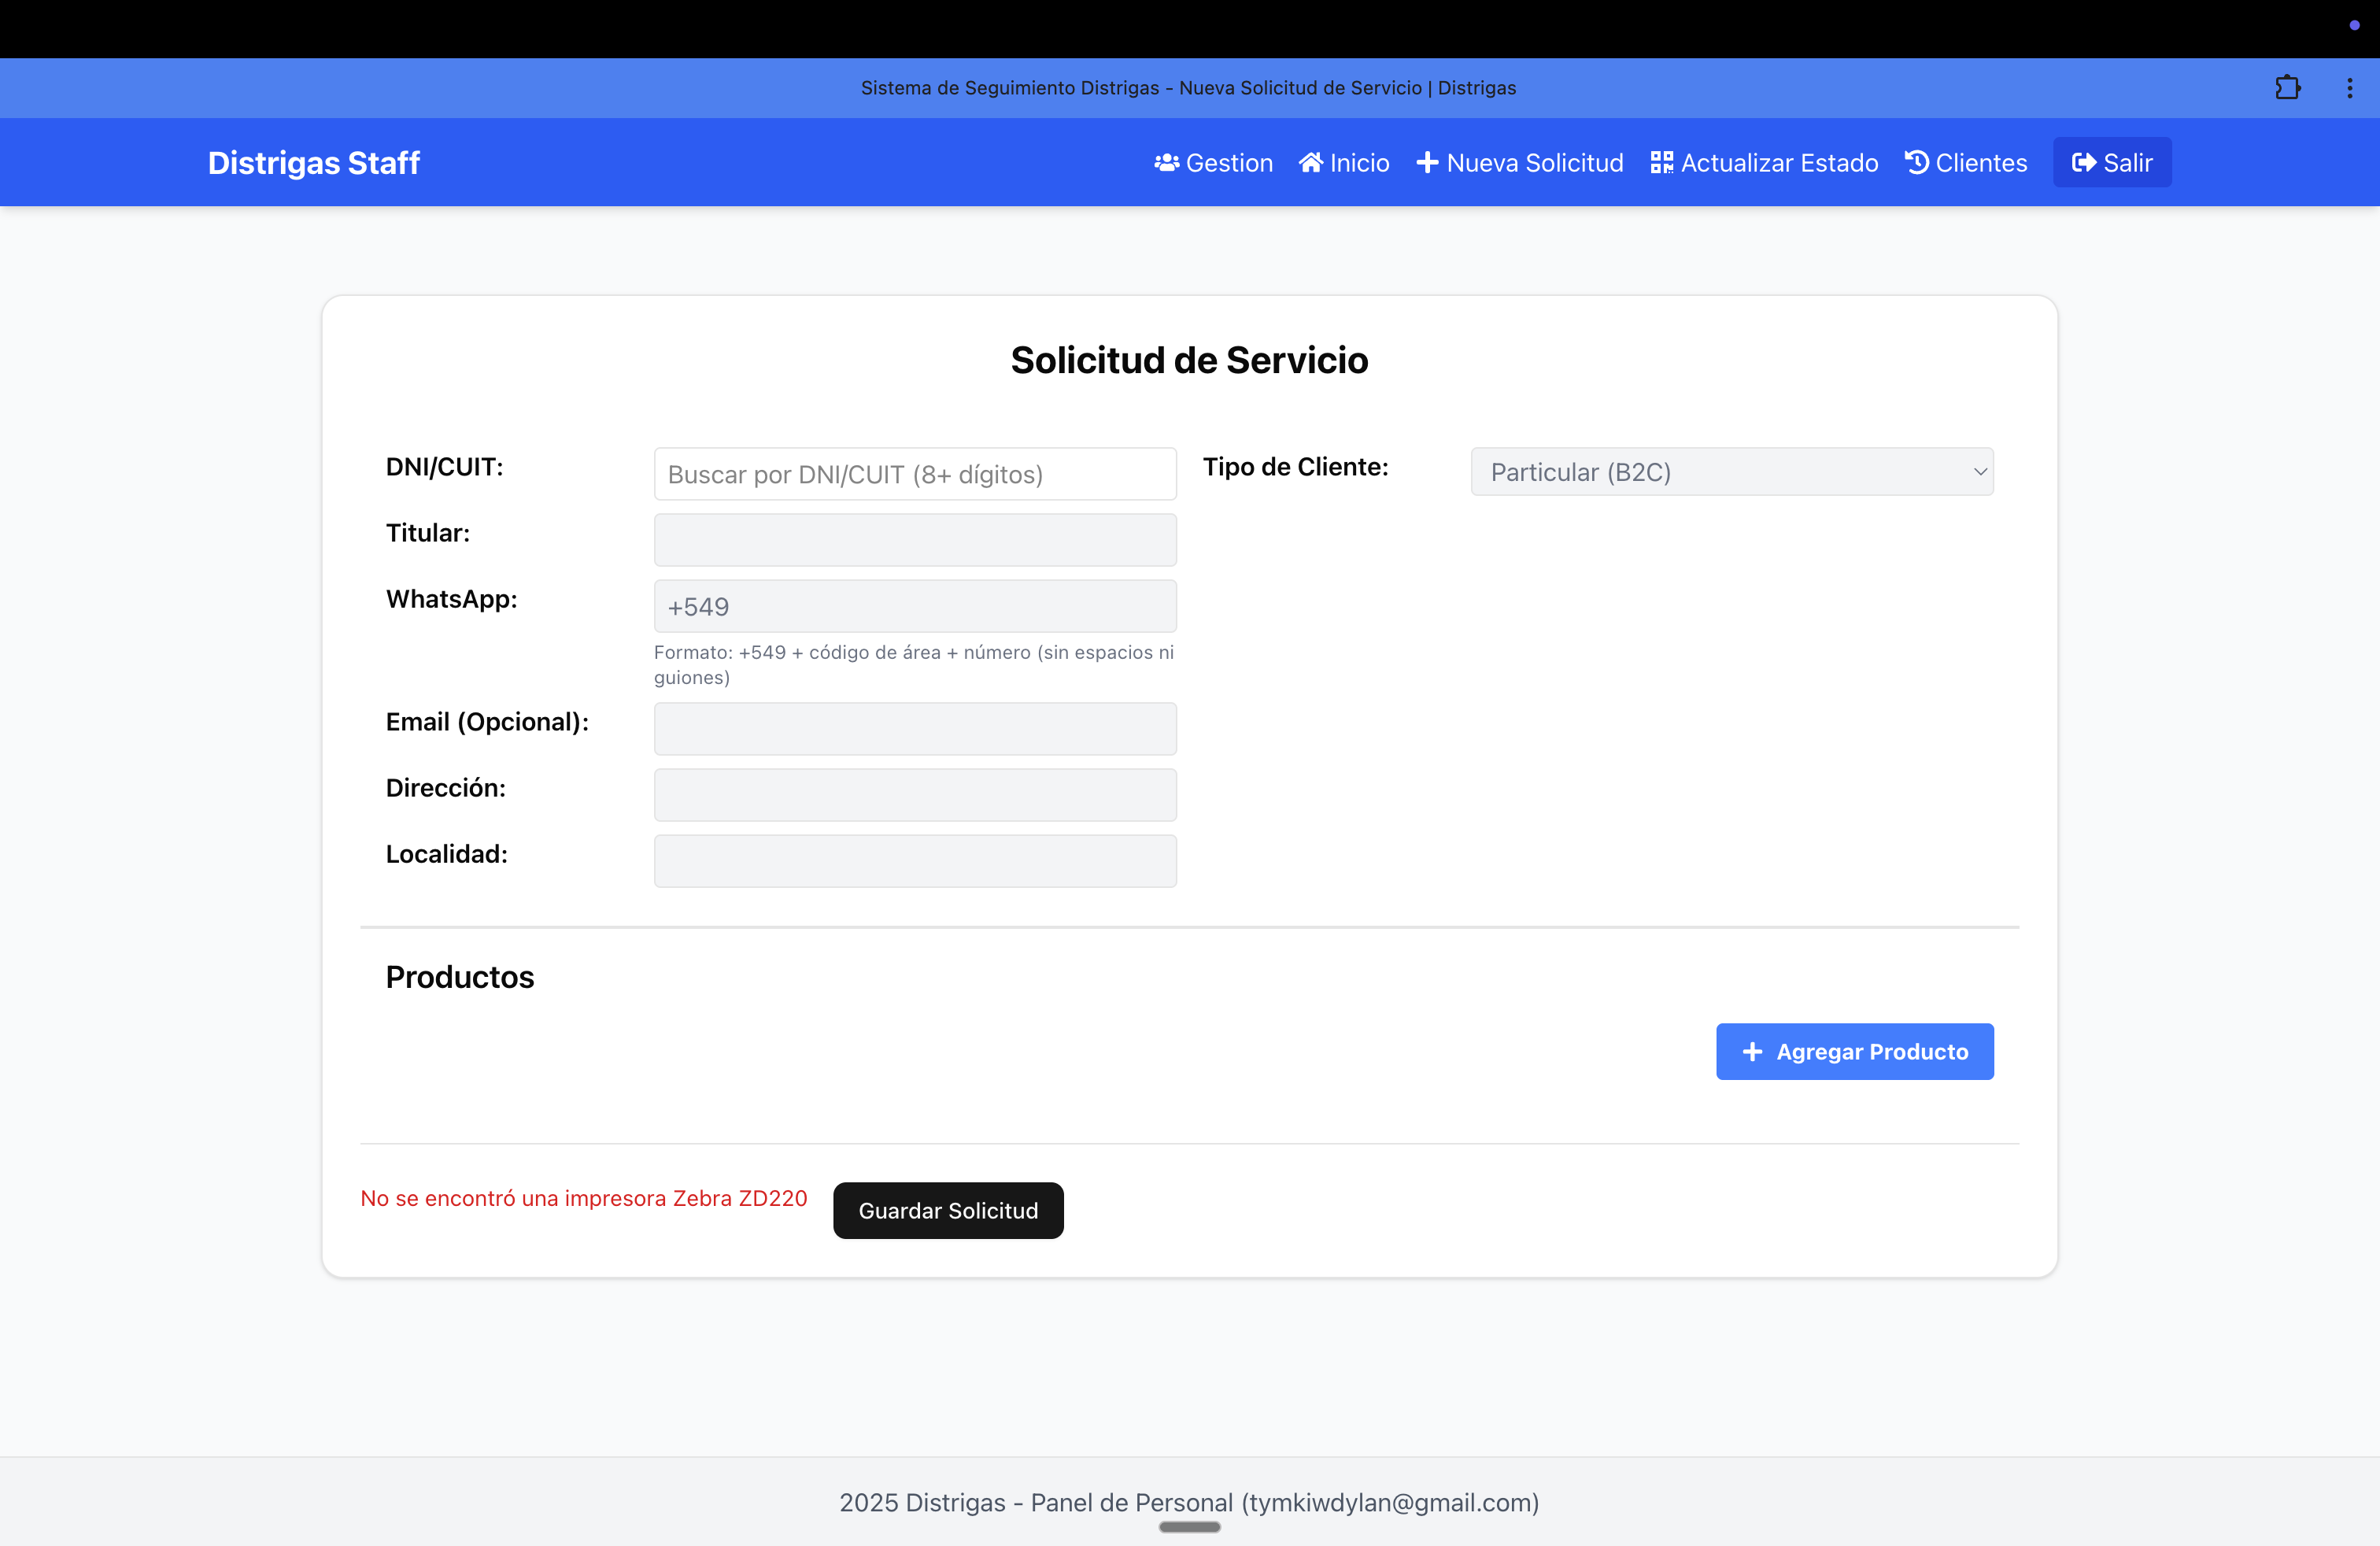 Sistema de Seguimiento Distrigas - Nueva Solicitud de Servicio | Distrigas
Distrigas Staff
Gestion
Inicio
Nueva Solicitud
Actualizar Estado
Clientes
Salir
Solicitud de Servicio
DNI/CUIT:
Buscar por DNI/CUIT (8+ dígitos)
Tipo de Cliente:
Particular (B2C)
Titular:
WhatsApp:
+549
Formato: +549 + código de área + número (sin espacios ni
guiones)
Email (Opcional):
Dirección:
Localidad:
Productos
Agregar Producto
No se encontró una impresora Zebra ZD220
Guardar Solicitud
2025 Distrigas - Panel de Personal (tymkiwdylan@gmail.com)